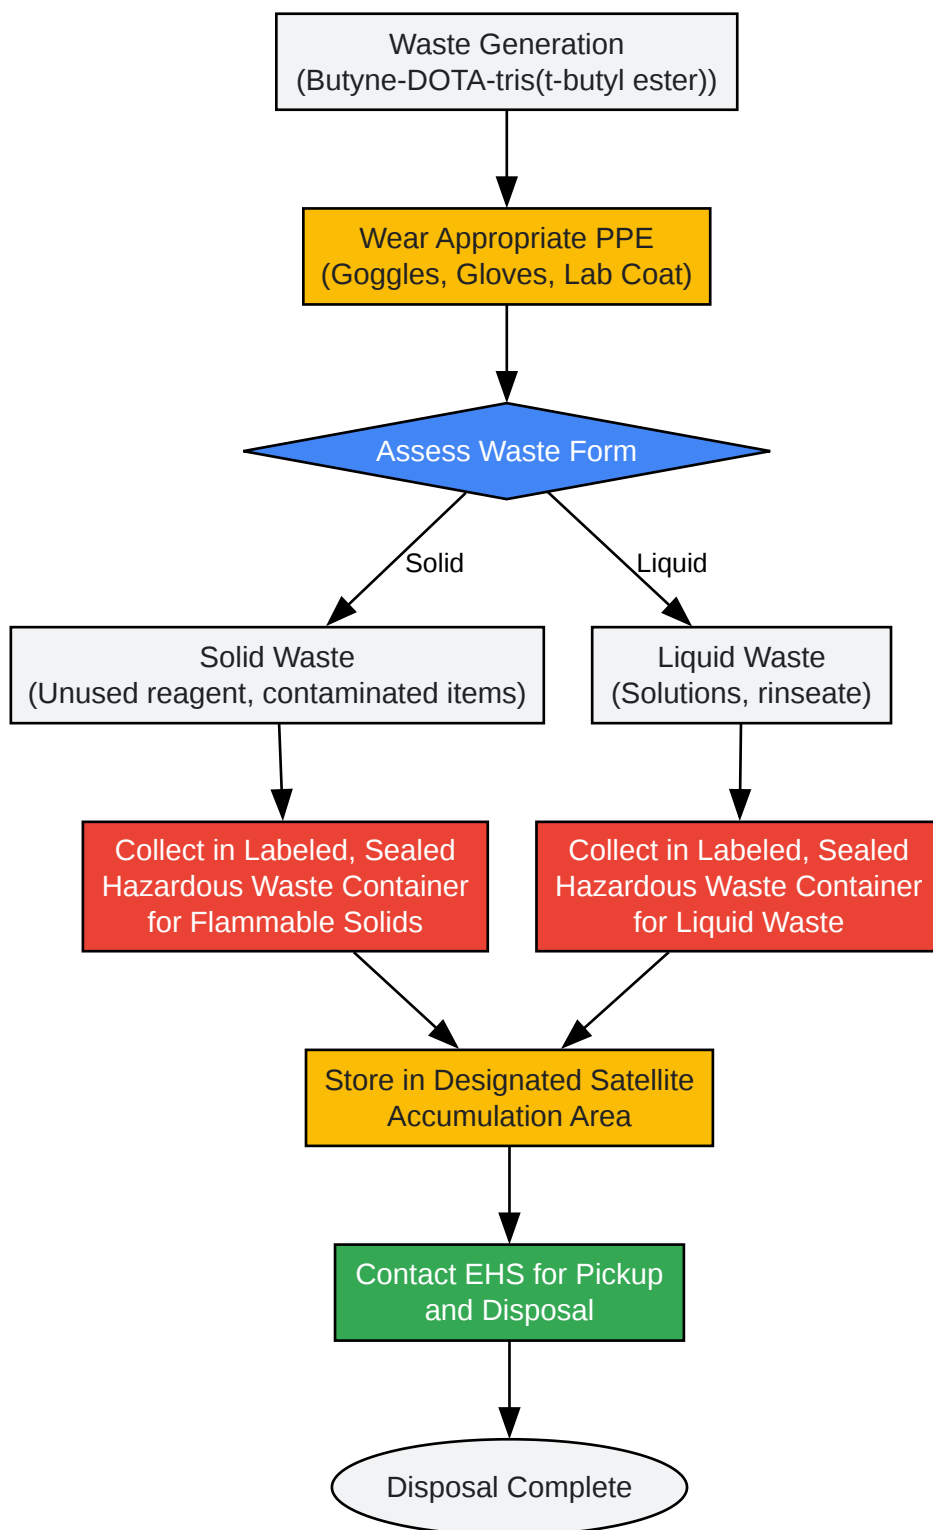 Waste Generation
(Butyne-DOTA-tris(t-butyl ester))
Wear Appropriate PPE
(Goggles, Gloves, Lab Coat)
Assess Waste Form
Solid
Liquid
Solid Waste
(Unused reagent, contaminated items)
Liquid Waste
(Solutions, rinseate)
Collect in Labeled, Sealed
Hazardous Waste Container
for Flammable Solids
Collect in Labeled, Sealed
Hazardous Waste Container
for Liquid Waste
Store in Designated Satellite
Accumulation Area
Contact EHS for Pickup
and Disposal
Disposal Complete